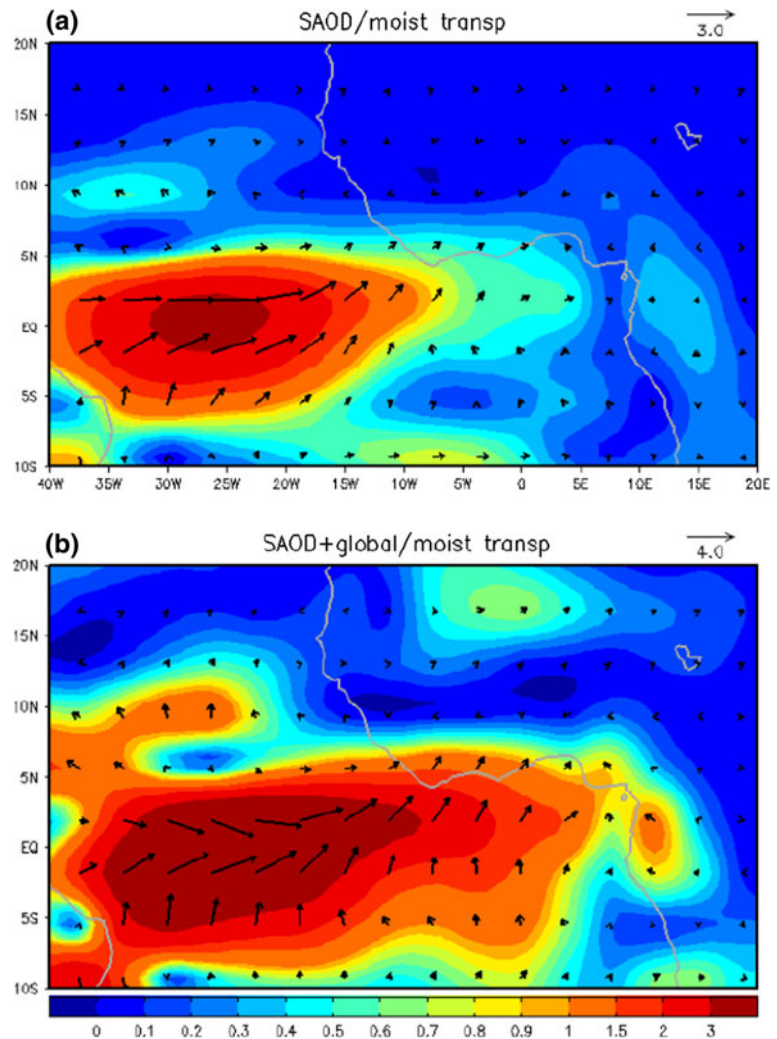 (a) SAOD/moist transp 3.0
20N
15N
10N
5N
EQ
5S
10S
40W 35W 30W 25W 20W 15W 10W 5W 0 5E 10E 15E 20E
(b) SAOD+global/moist transp 4.0
20N
15N
10N
5N
EQ
5S
10S
0 0.1 0.2 0.3 0.4 0.5 0.6 0.7 0.8 0.9 1 1.5 2 3